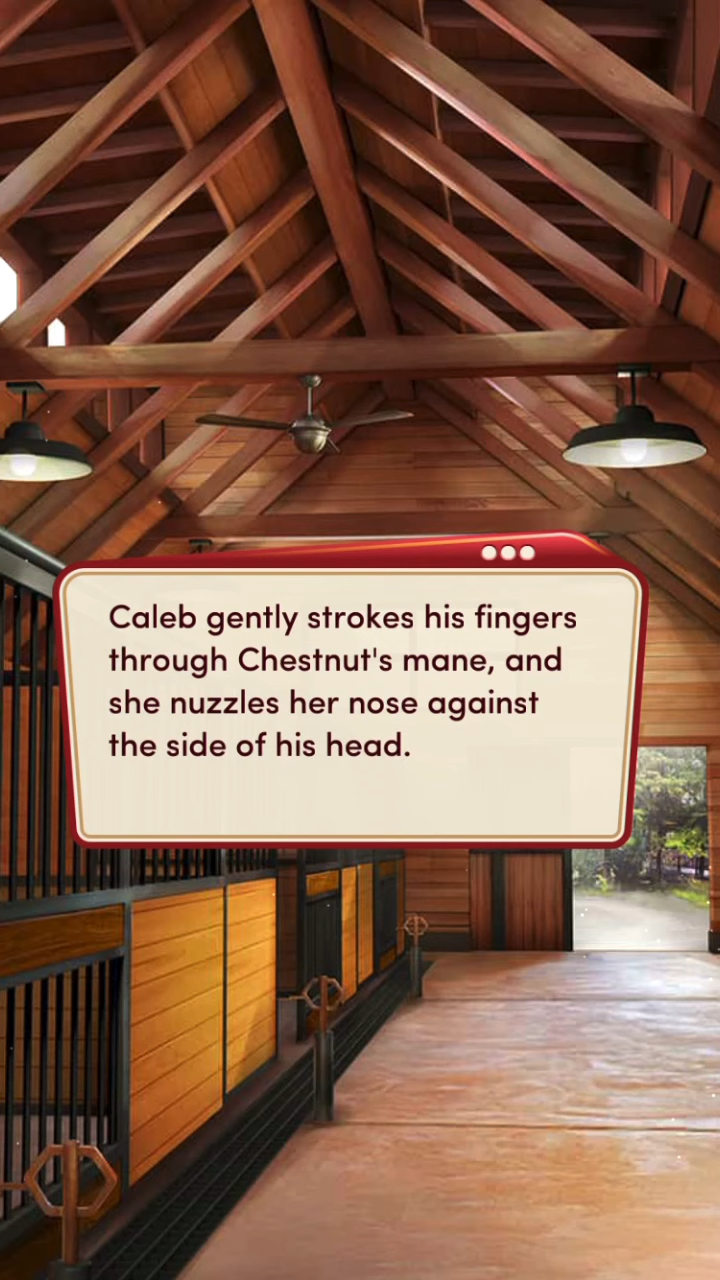 Caleb gently strokes his fingers
through Chestnut's mane, and
she nuzzles her nose against
the side of his head.